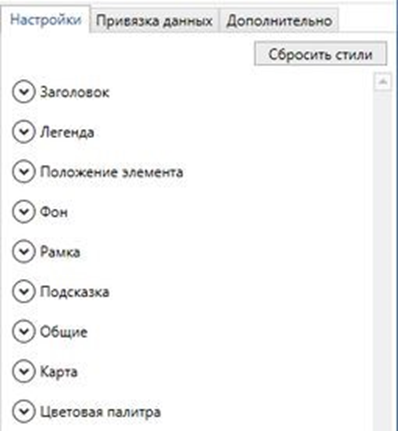 Настройки Привязка данных Дополнительно
Сбросить стили
Заголовок
Легенда
Положение элемента
Фон
Рамка
Подсказка
Общие
Карта
Цветовая палитра